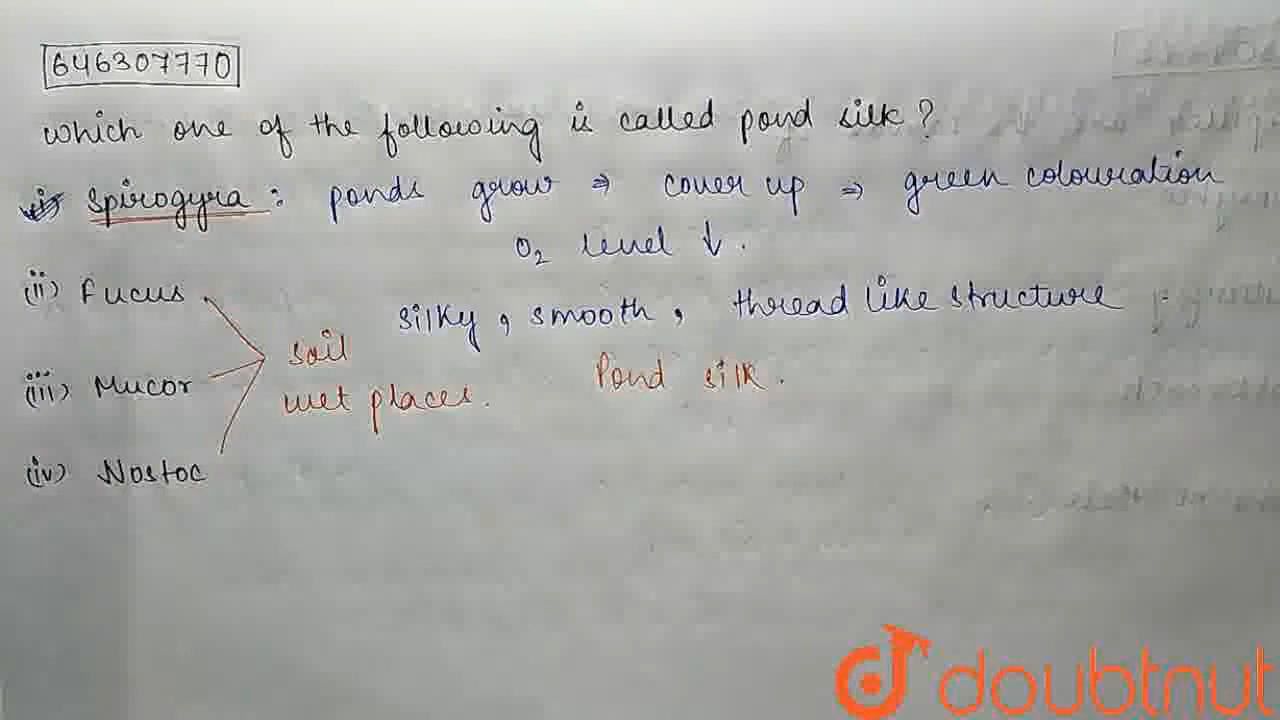 646307770
which one of the following is called pond silk?
(i) Spirogyra : ponds grow ⇒ cover up ⇒ green colouration
O2 level ↓.
(ii) Fucus
silky, smooth, thread like structure
soil
(iii) Mucor
Pond silk.
wet places.
(iv) Nostoc
doubtnut